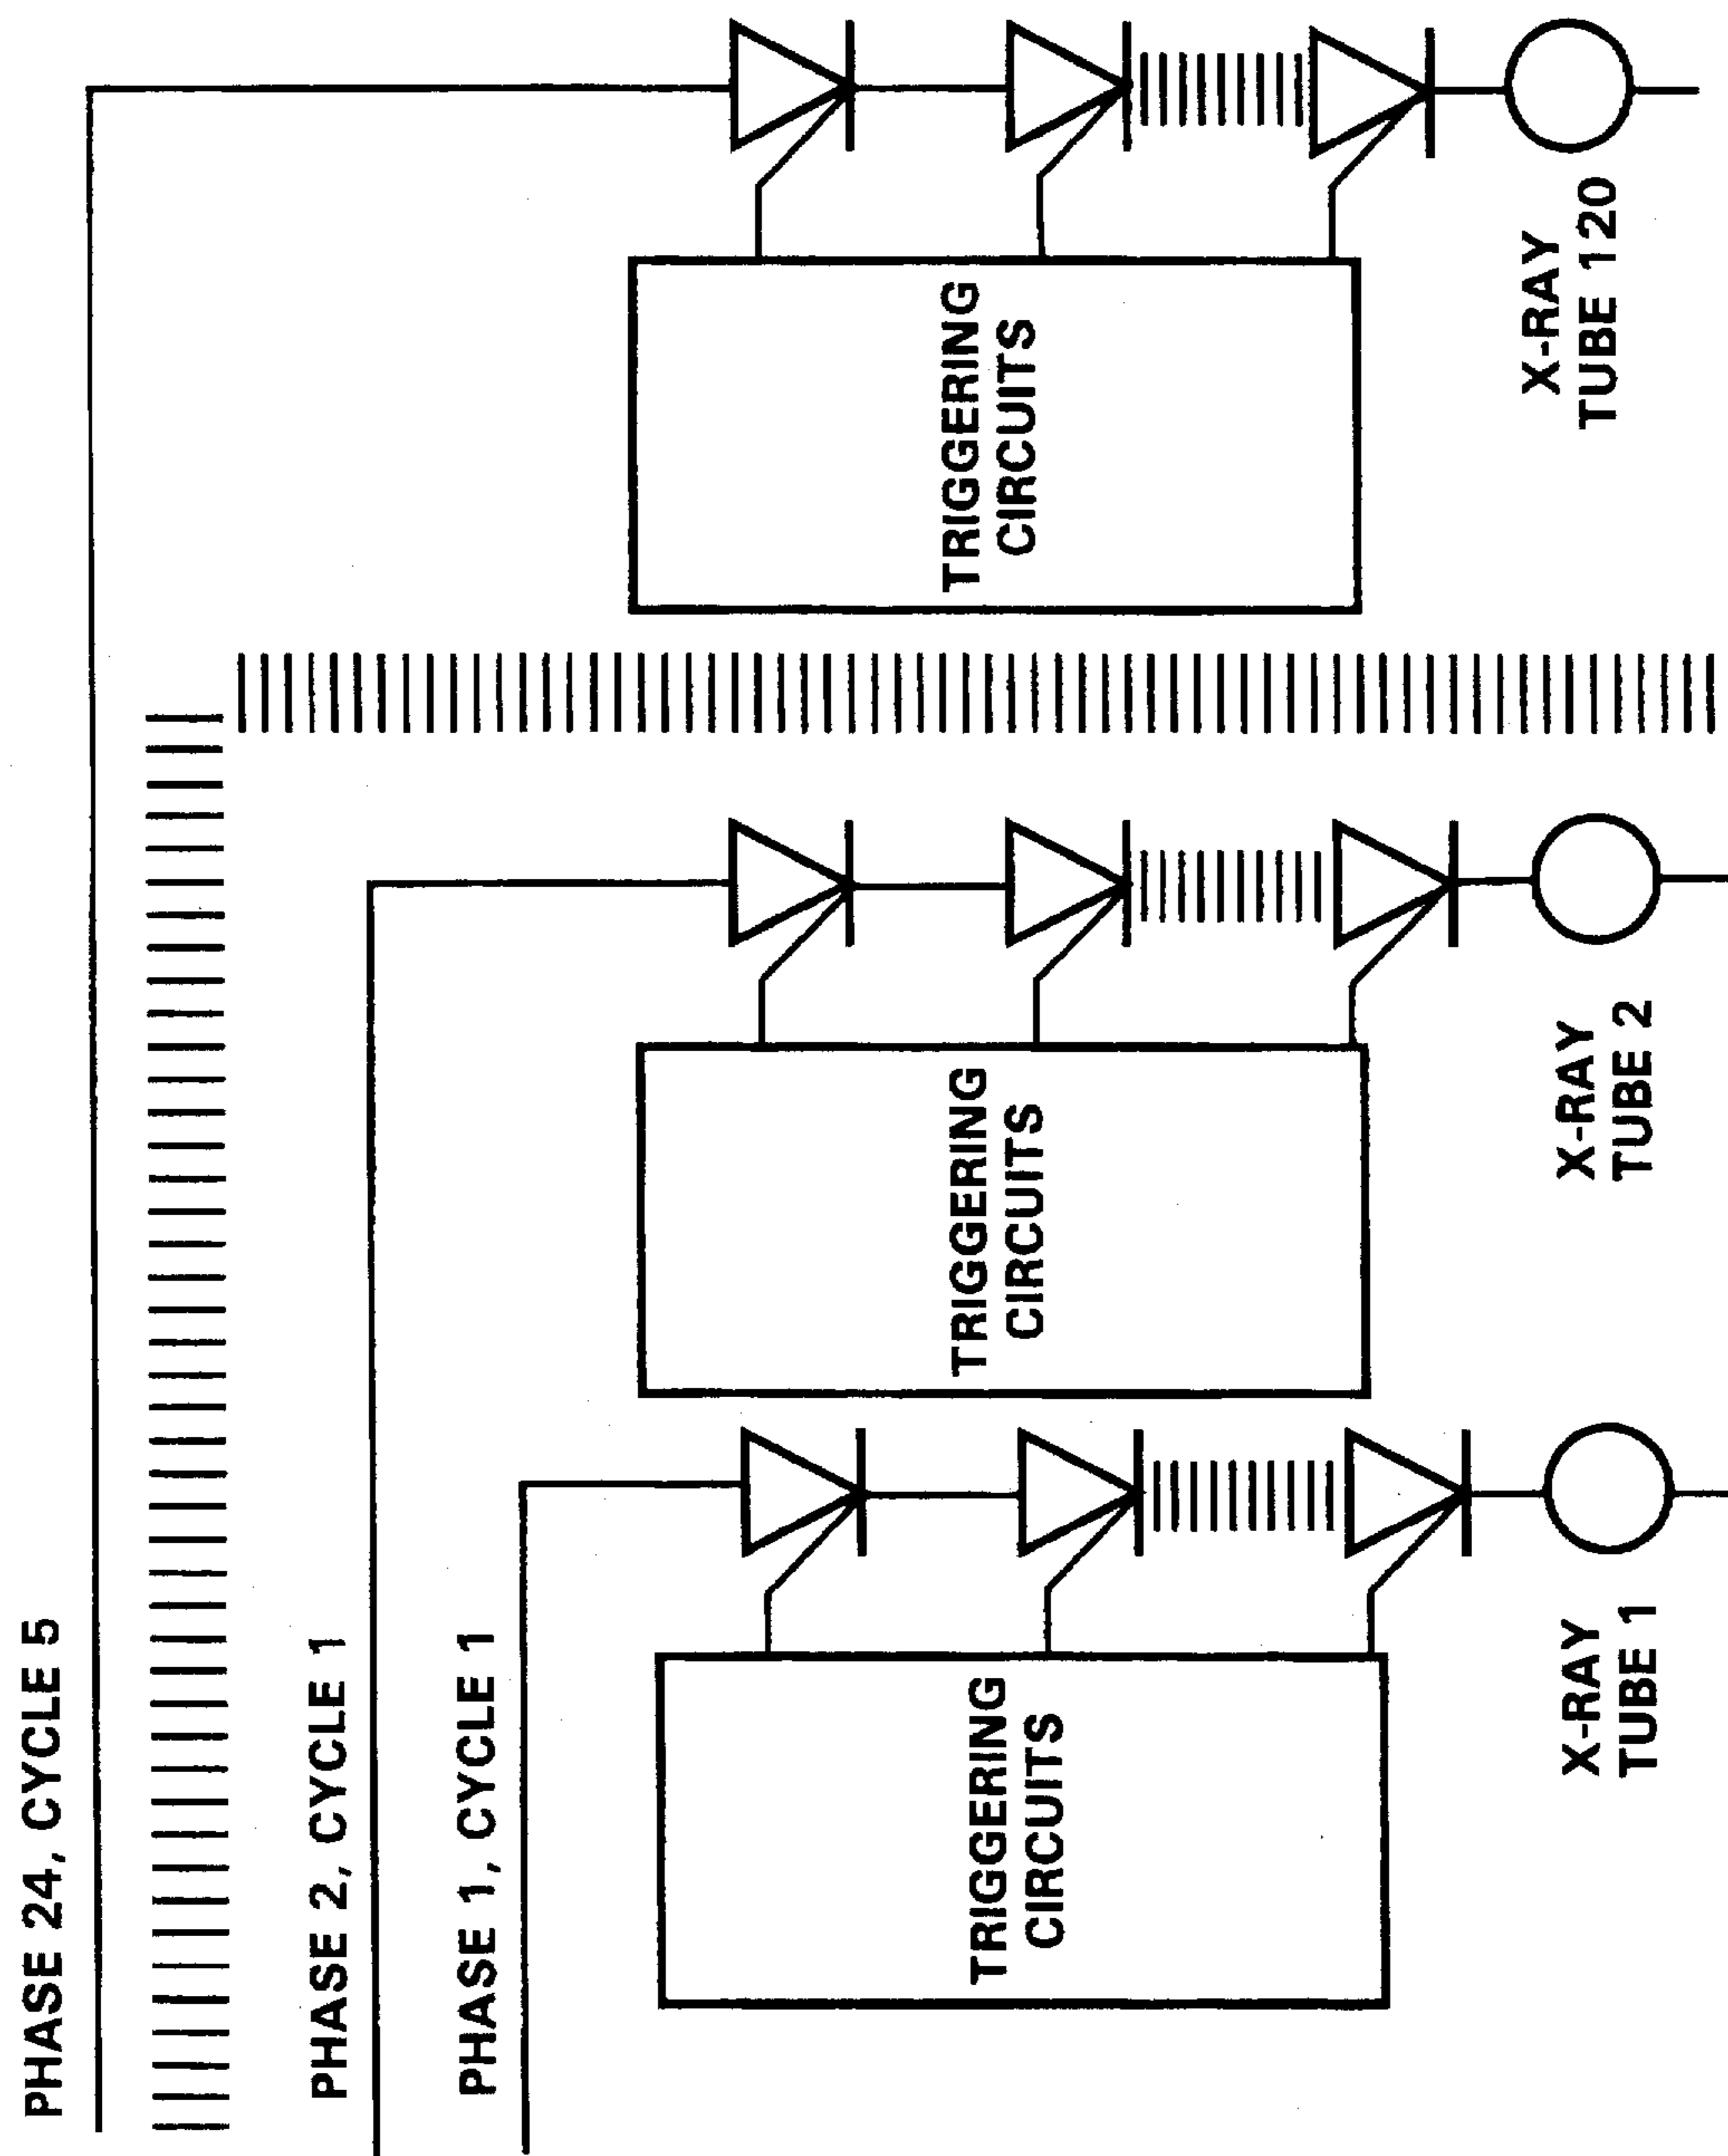 PHASE 24, CYCLE 5
PHASE 2, CYCLE 1
PHASE 1, CYCLE 1
TRIGGERING
CIRCUITS
TRIGGERING
CIRCUITS
TRIGGERING
CIRCUITS
X-RAY
TUBE 1
X-RAY
TUBE 2
X-RAY
TUBE 120